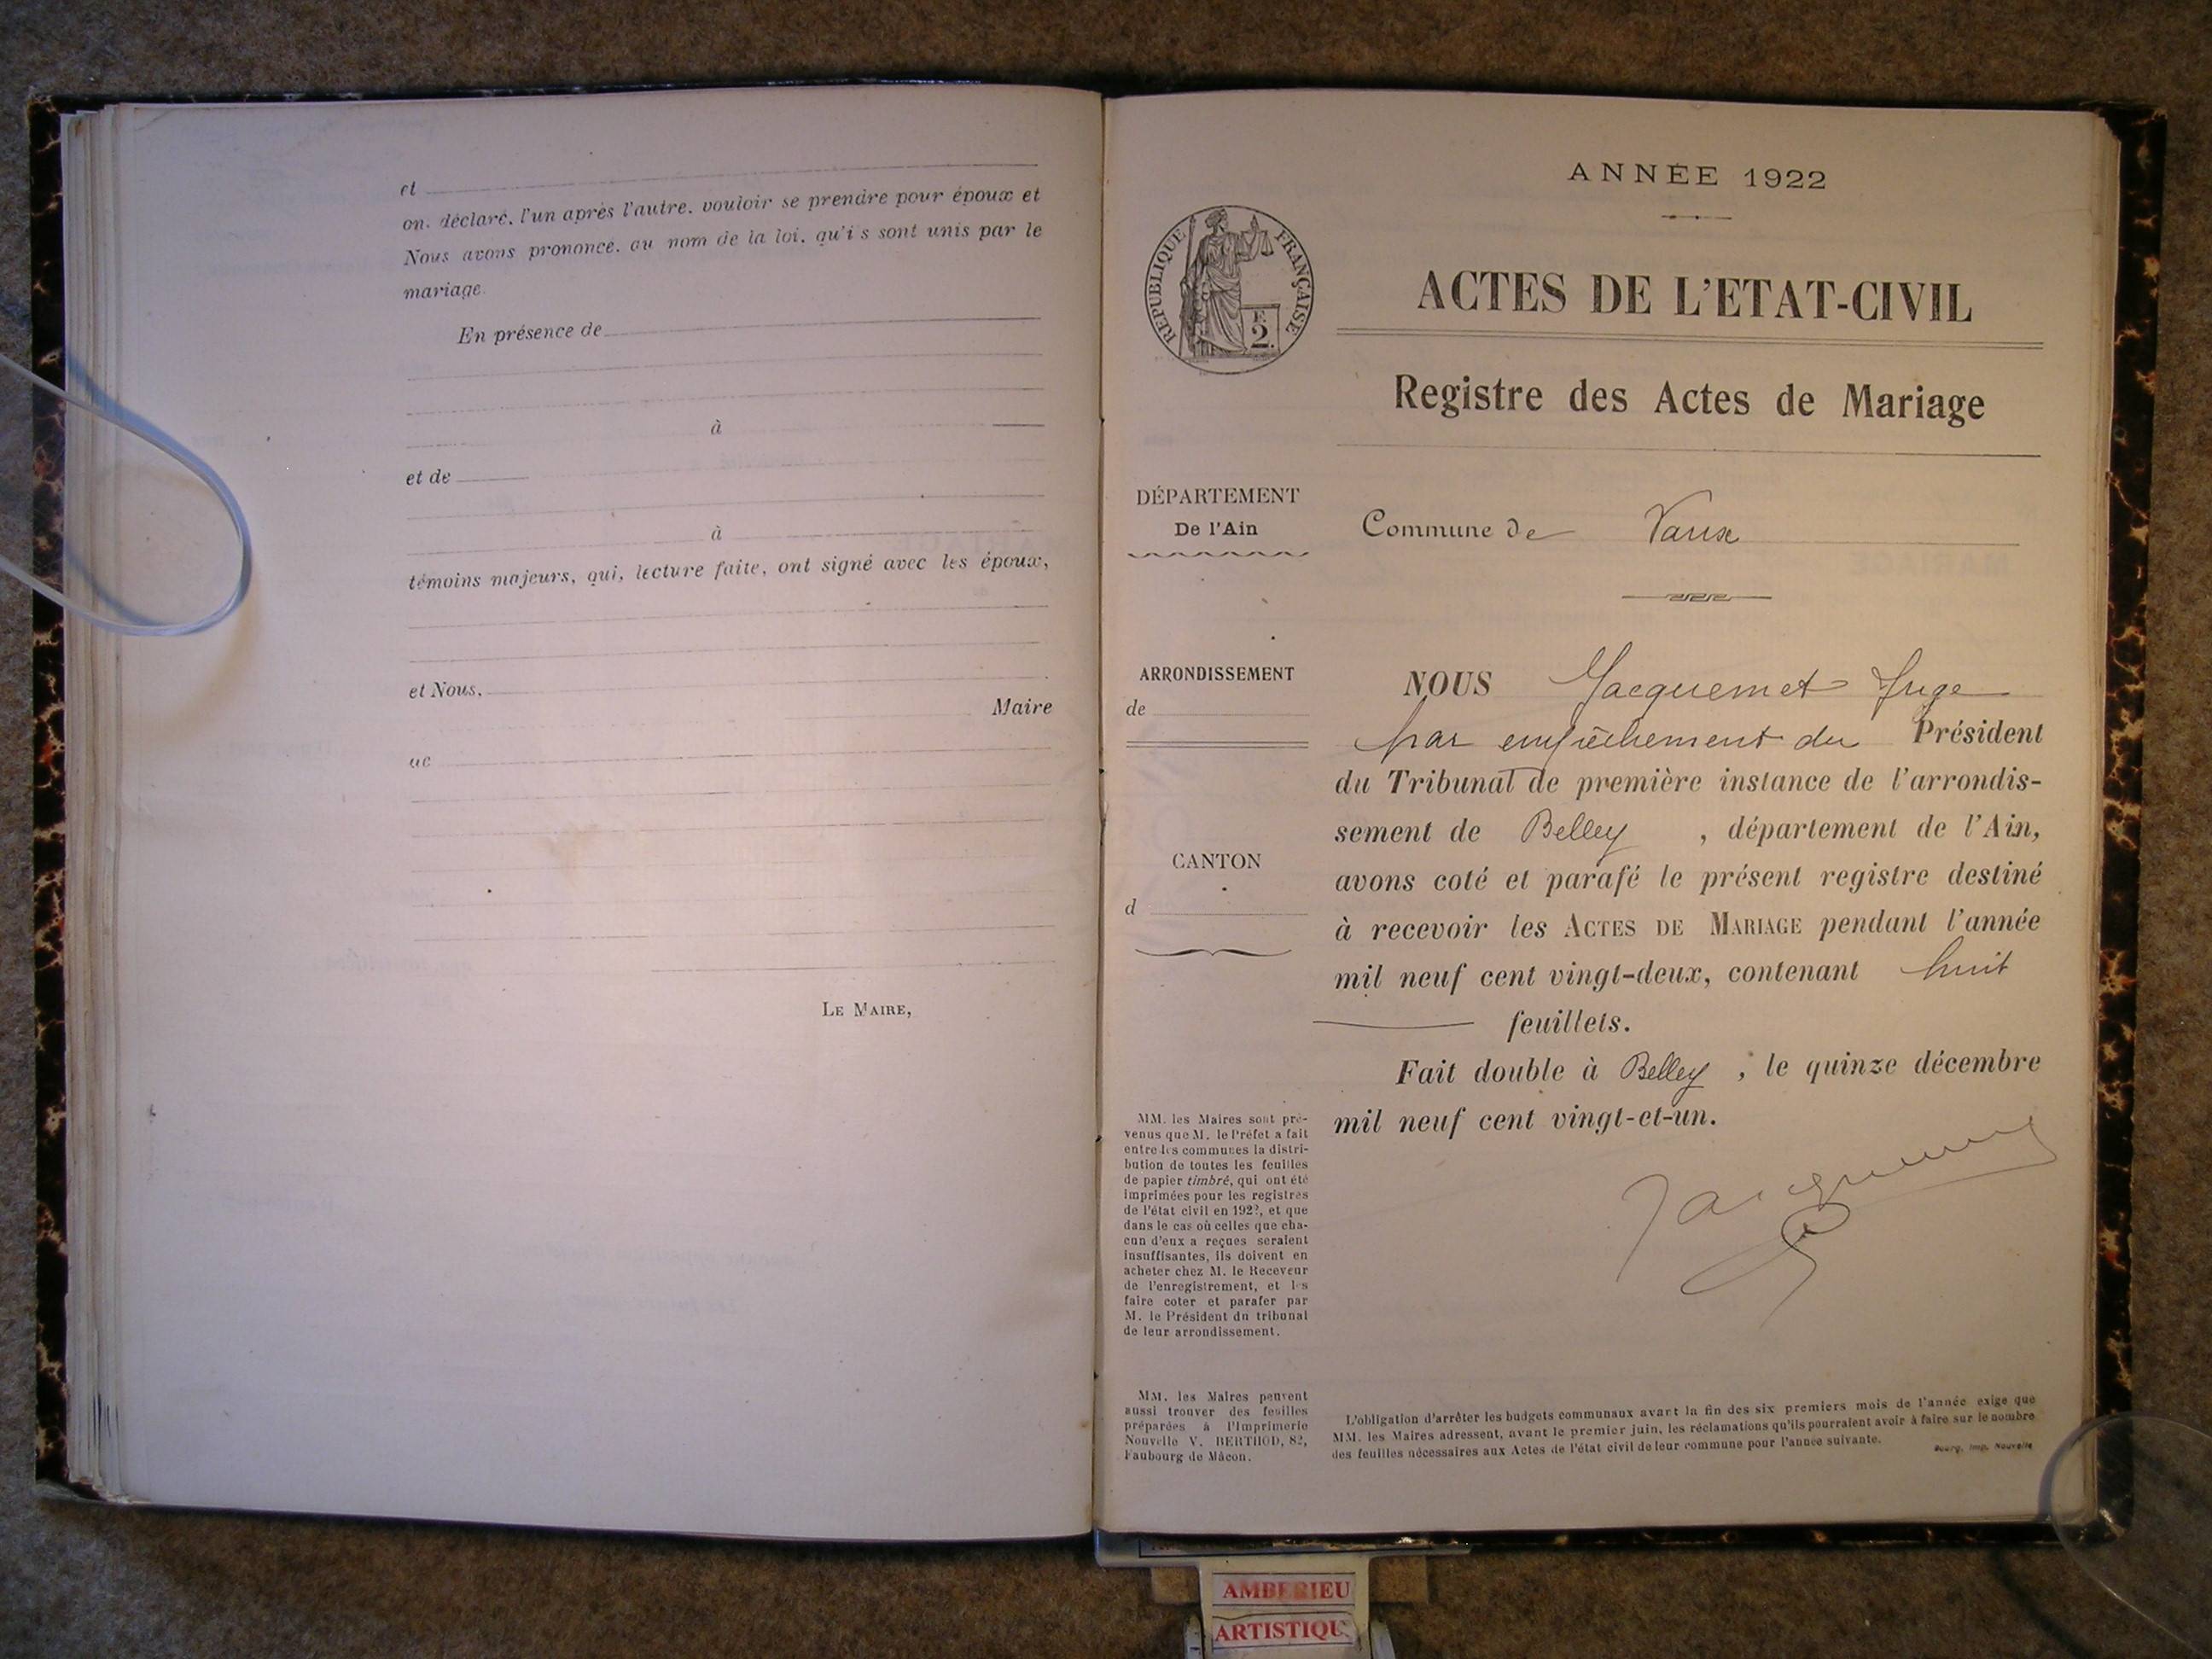 et
on. déclaré, l'un après l'autre, vouloir se prendre pour époux et
Nous avons prononcé, au nom de la loi, qu'i s sont unis par le
mariage.
En présence de
à
et de
à
témoins majeurs, qui, lecture faite, ont signé avec les époux,
et Nous,
Maire
LE MAIRE,
ANNÉE 1922
REPUBLIQUE FRANÇAISE
2F.
ACTES DE L'ETAT-CIVIL
Registre des Actes de Mariage
DÉPARTEMENT
De l'Ain
Commune de Vaux
ARRONDISSEMENT
de
CANTON
d
NOUS Jacquemet Juge
par empêchement du Président
du Tribunal de première instance de l'arrondis-
sement de Belley , département de l'Ain,
avons coté et parafé le présent registre destiné
à recevoir les ACTES DE MARIAGE pendant l'année
mil neuf cent vingt-deux, contenant huit
feuillets.
Fait double à Belley , le quinze décembre
mil neuf cent vingt-et-un.
MM. les Maires sont pré-
venus que M. le Préfet a fait
entre les communes la distri-
bution de toutes les feuilles
de papier timbré, qui ont été
imprimées pour les registres
de l'état civil en 1922, et que
dans le cas où celles que cha-
cun d'eux a reçues seraient
insuffisantes, ils doivent en
acheter chez M. le Receveur
de l'enregistrement, et les
faire coter et parafer par
M. le Président du tribunal
de leur arrondissement.
MM. les Maires peuvent
aussi trouver des feuilles
préparées à l'Imprimerie
Nouvelle V. BERTHOD, 82,
Faubourg de Mâcon.
L'obligation d'arrêter les budgets communaux avant la fin des six premiers mois de l'année exige que
MM. les Maires adressent, avant le premier juin, les réclamations qu'ils pourraient avoir à faire sur le nombre
des feuilles nécessaires aux Actes de l'état civil de leur commune pour l'année suivante.
Bourg, Imp. Nouvelle
AMBERIEU
ARTISTIQU